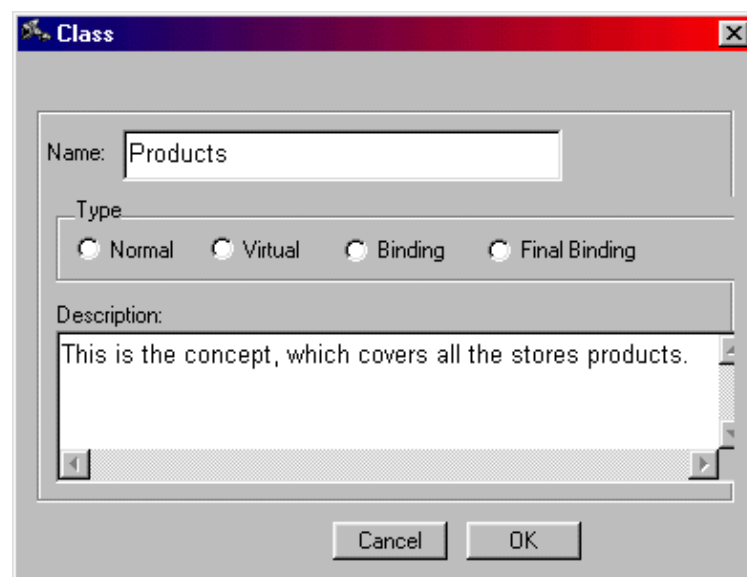 Class
Name: Products
Type
Normal Virtual Binding Final Binding
Description:
This is the concept, which covers all the stores products.
Cancel OK